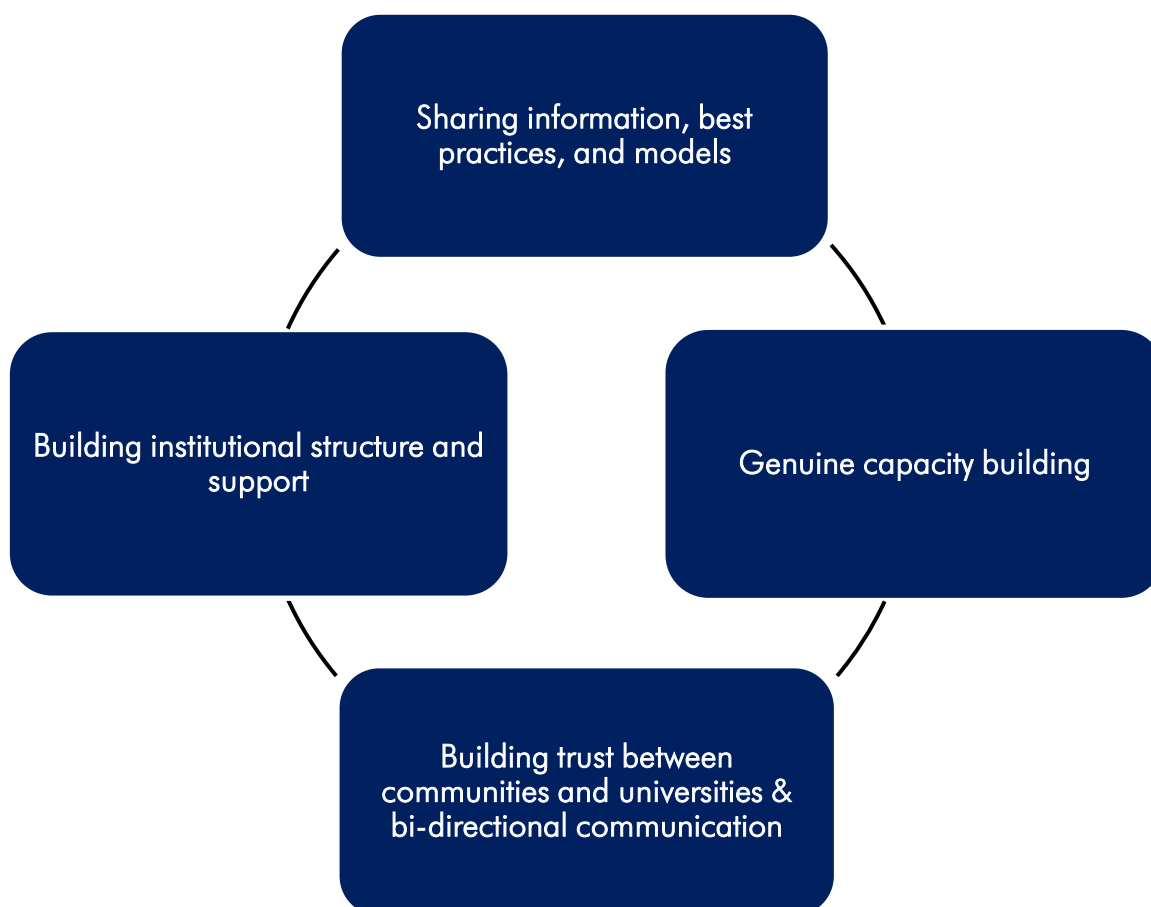 Sharing information, best
practices, and models
Building institutional structure and
support
Genuine capacity building
Building trust between
communities and universities &
bi-directional communication